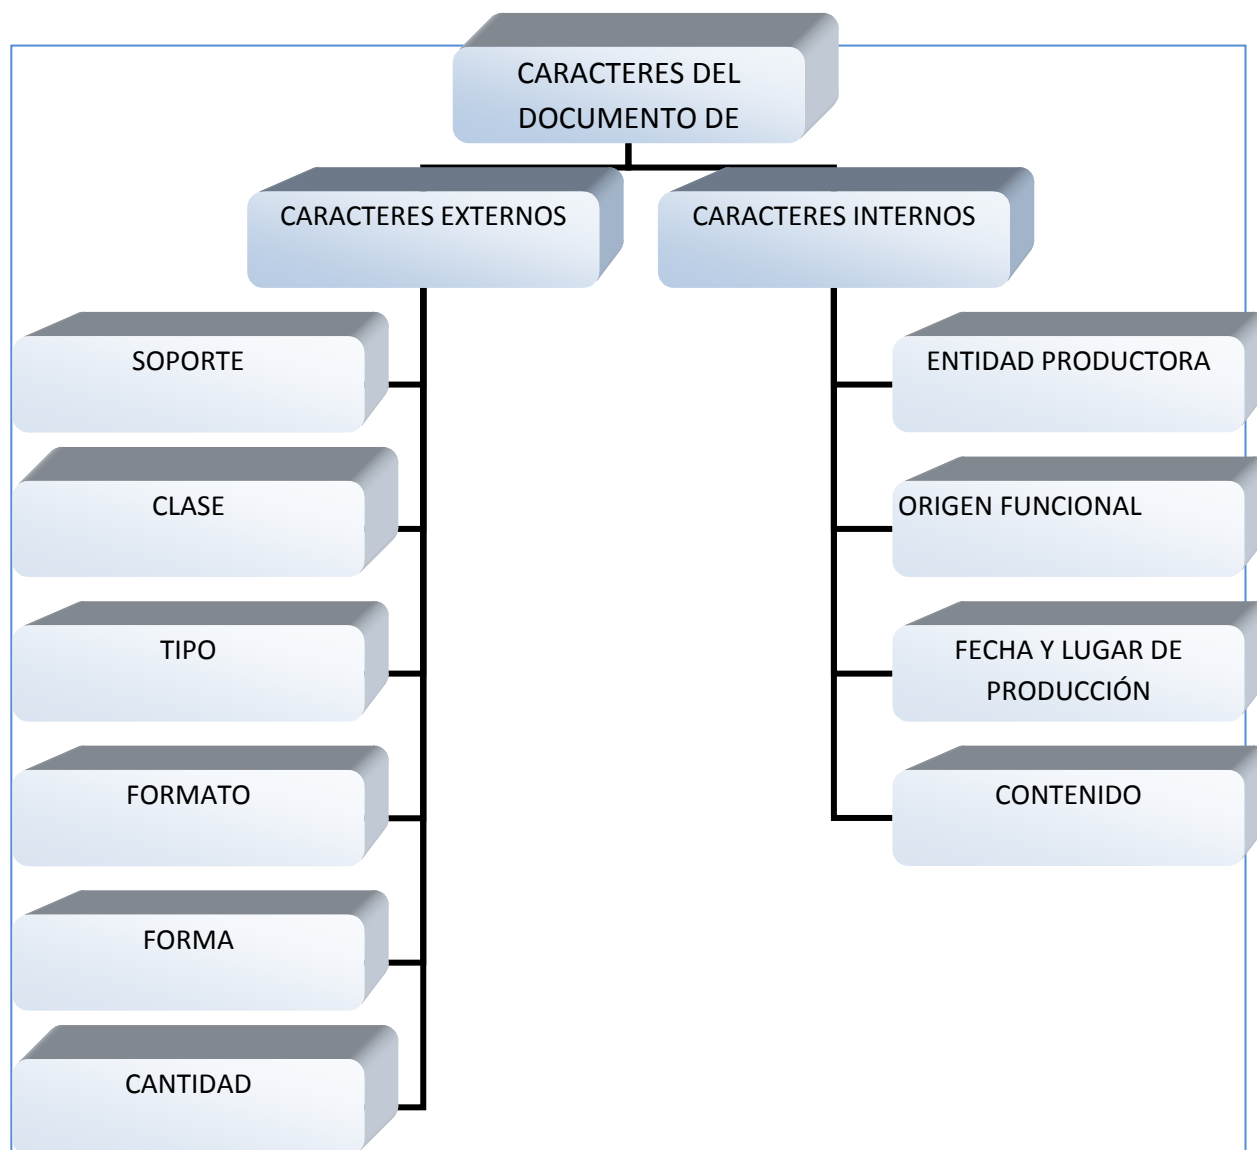 CARACTERES DEL
DOCUMENTO DE
CARACTERES EXTERNOS
CARACTERES INTERNOS
SOPORTE
CLASE
TIPO
FORMATO
FORMA
CANTIDAD
ENTIDAD PRODUCTORA
ORIGEN FUNCIONAL
FECHA Y LUGAR DE
PRODUCCIÓN
CONTENIDO